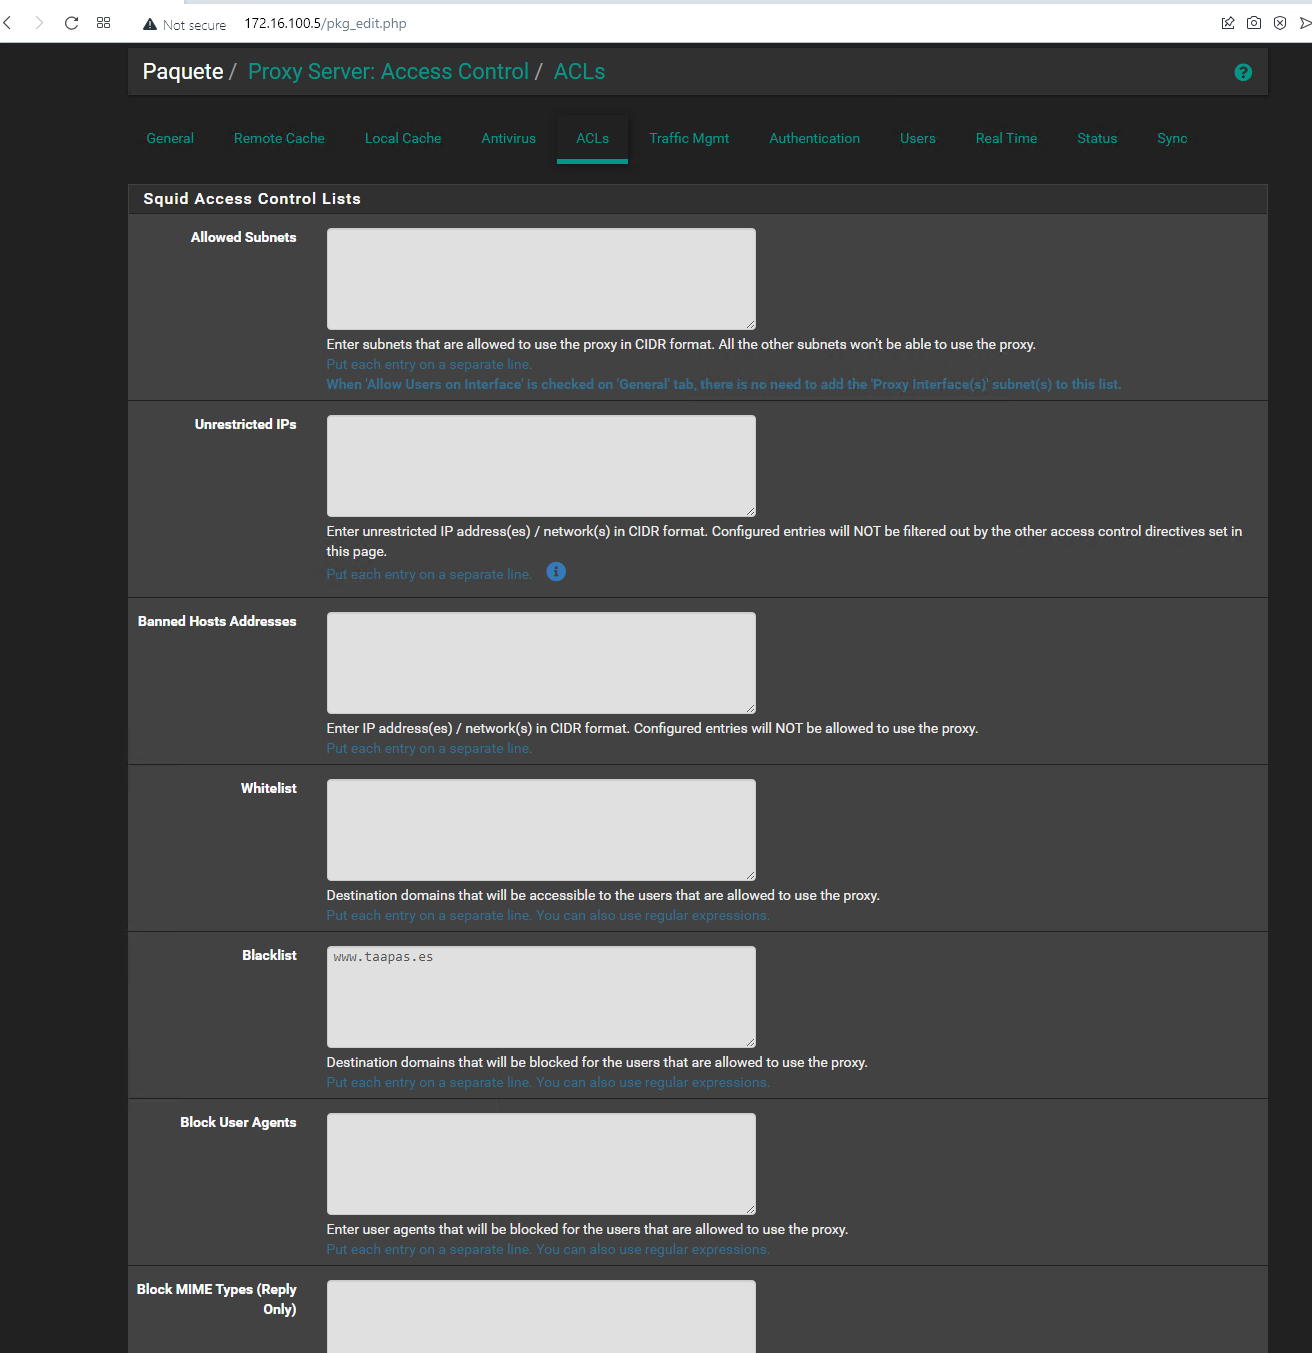 Not secure 172.16.100.5/pkg_edit.php
Paquete / Proxy Server: Access Control / ACLs
General Remote Cache Local Cache Antivirus ACLs Traffic Mgmt Authentication Users Real Time Status Sync
Squid Access Control Lists
Allowed Subnets
Enter subnets that are allowed to use the proxy in CIDR format. All the other subnets won't be able to use the proxy.
Put each entry on a separate line.
When 'Allow Users on Interface' is checked on 'General' tab, there is no need to add the 'Proxy Interface(s)' subnet(s) to this list.
Unrestricted IPs
Enter unrestricted IP address(es) / network(s) in CIDR format. Configured entries will NOT be filtered out by the other access control directives set in
this page.
Put each entry on a separate line.
Banned Hosts Addresses
Enter IP address(es) / network(s) in CIDR format. Configured entries will NOT be allowed to use the proxy.
Put each entry on a separate line.
Whitelist
Destination domains that will be accessible to the users that are allowed to use the proxy.
Put each entry on a separate line. You can also use regular expressions.
Blacklist
www.taapas.es
Destination domains that will be blocked for the users that are allowed to use the proxy.
Put each entry on a separate line. You can also use regular expressions.
Block User Agents
Enter user agents that will be blocked for the users that are allowed to use the proxy.
Put each entry on a separate line. You can also use regular expressions.
Block MIME Types (Reply
Only)